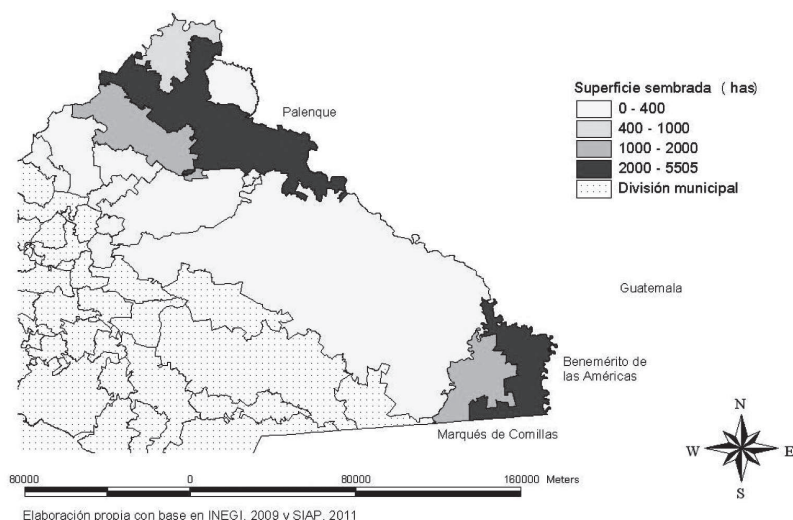 Superficie sembrada ( has)
0 - 400
400 - 1000
Palenque
1000 - 2000
2000 - 5505
División municipal
Guatemala
Benemérito de
las Américas
N
Marqués de Comillas
W E
S
80000 0 80000 160000 Meters
Elaboración propia con base en INEGI, 2009 y SIAP, 2011